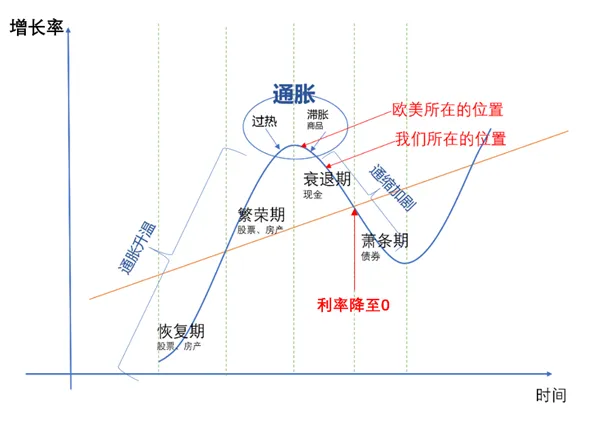 增长率
通胀
过热
滞胀
商品
欧美所在的位置
我们所在的位置
衰退期
现金
通缩加剧
繁荣期
股票、房产
通胀升温
萧条期
债券
利率降至0
恢复期
股票、房产
时间